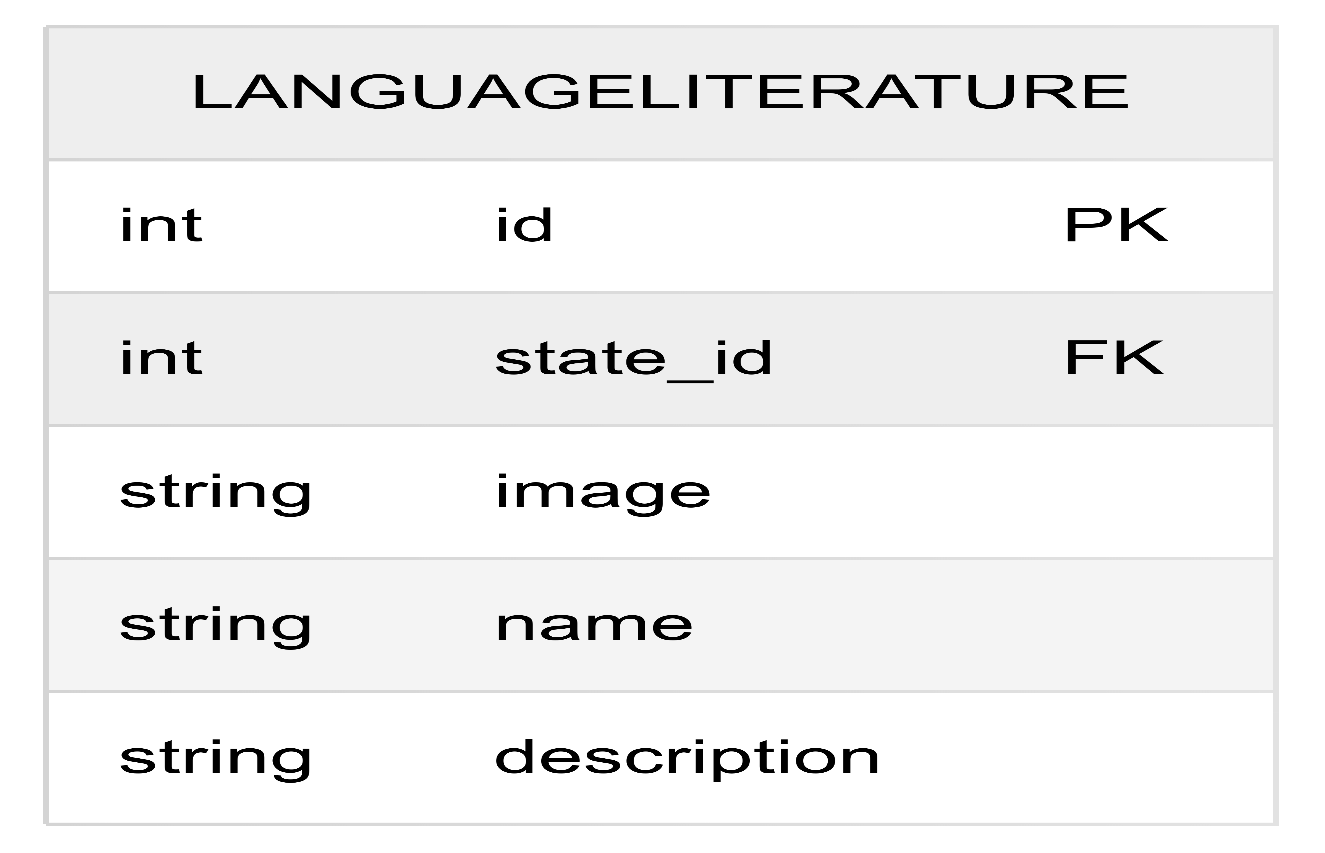 LANGUAGELITERATURE
int id PK
int state_id FK
string image
string name
string description